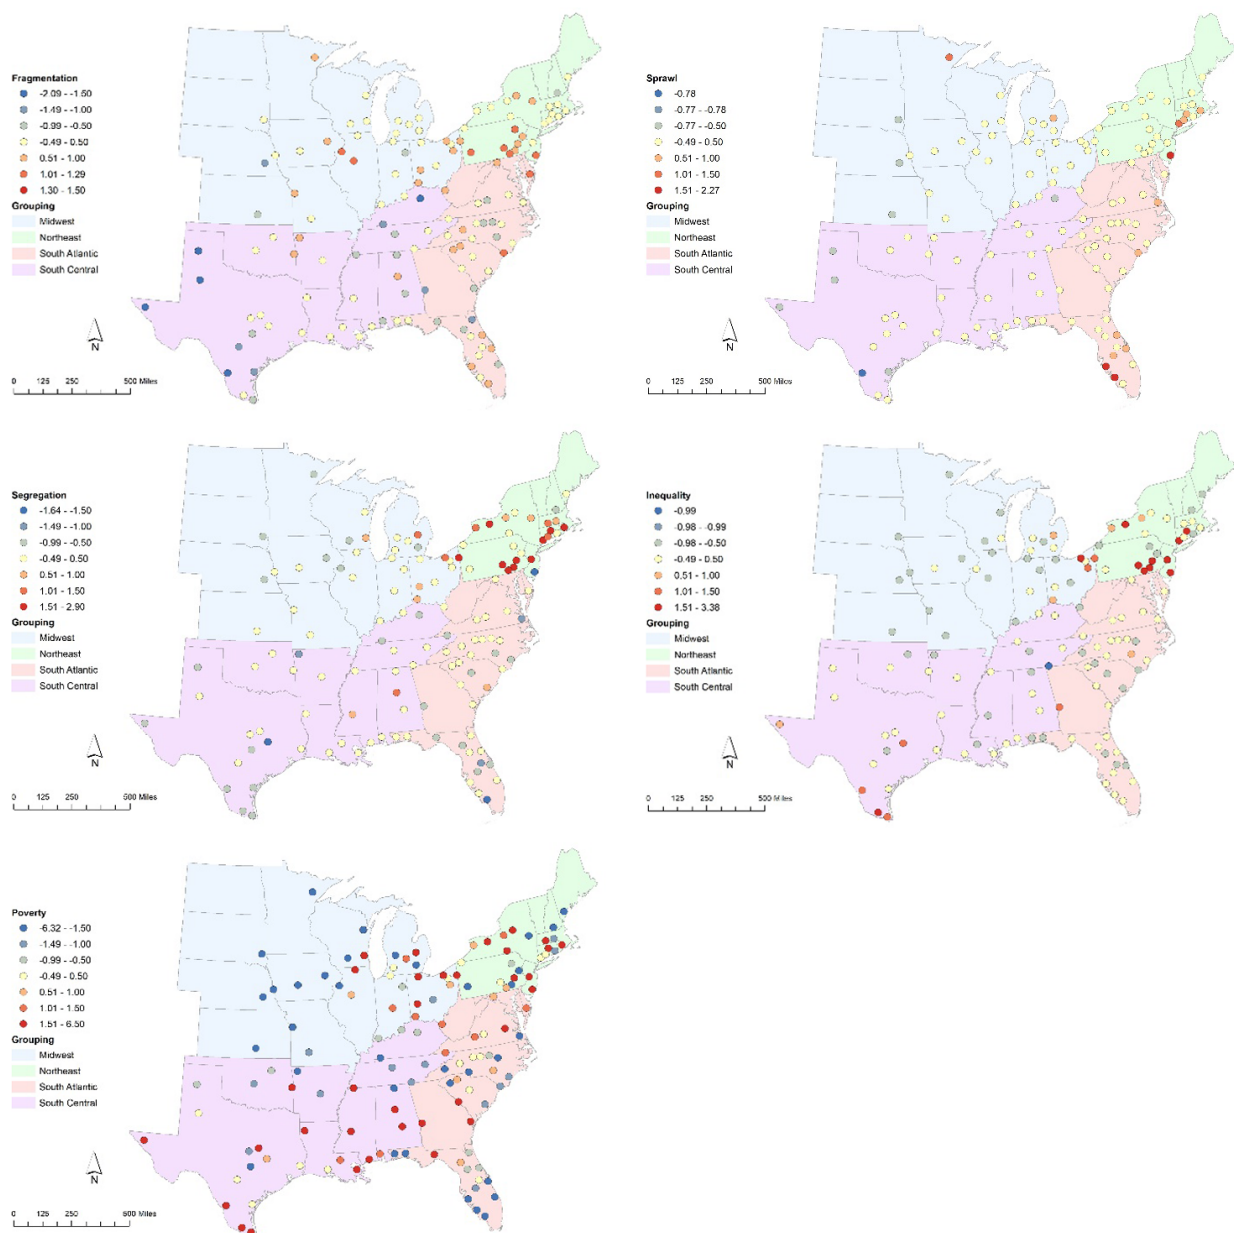 Fragmentation
-2.09 - -1.50
-1.49 - -1.00
-0.99 - -0.50
-0.49 - 0.50
0.51 - 1.00
1.01 - 1.29
1.30 - 1.50
Grouping
Midwest
Northeast
South Atlantic
South Central
N
0 125 250 500 Miles
Sprawl
-0.78
-0.77 - -0.78
-0.77 - -0.50
-0.49 - 0.50
0.51 - 1.00
1.01 - 1.50
1.51 - 2.27
Grouping
Midwest
Northeast
South Atlantic
South Central
N
0 125 250 500 Miles
Segregation
-1.64 - -1.50
-1.49 - -1.00
-0.99 - -0.50
-0.49 - 0.50
0.51 - 1.00
1.01 - 1.50
1.51 - 2.90
Grouping
Midwest
Northeast
South Atlantic
South Central
N
0 125 250 500 Miles
Inequality
-0.99
-0.98 - -0.99
-0.98 - -0.50
-0.49 - 0.50
0.51 - 1.00
1.01 - 1.50
1.51 - 3.38
Grouping
Midwest
Northeast
South Atlantic
South Central
N
0 125 250 500 Miles
Poverty
-6.32 - -1.50
-1.49 - -1.00
-0.99 - -0.50
-0.49 - 0.50
0.51 - 1.00
1.01 - 1.50
1.51 - 6.50
Grouping
Midwest
Northeast
South Atlantic
South Central
N
0 125 250 500 Miles